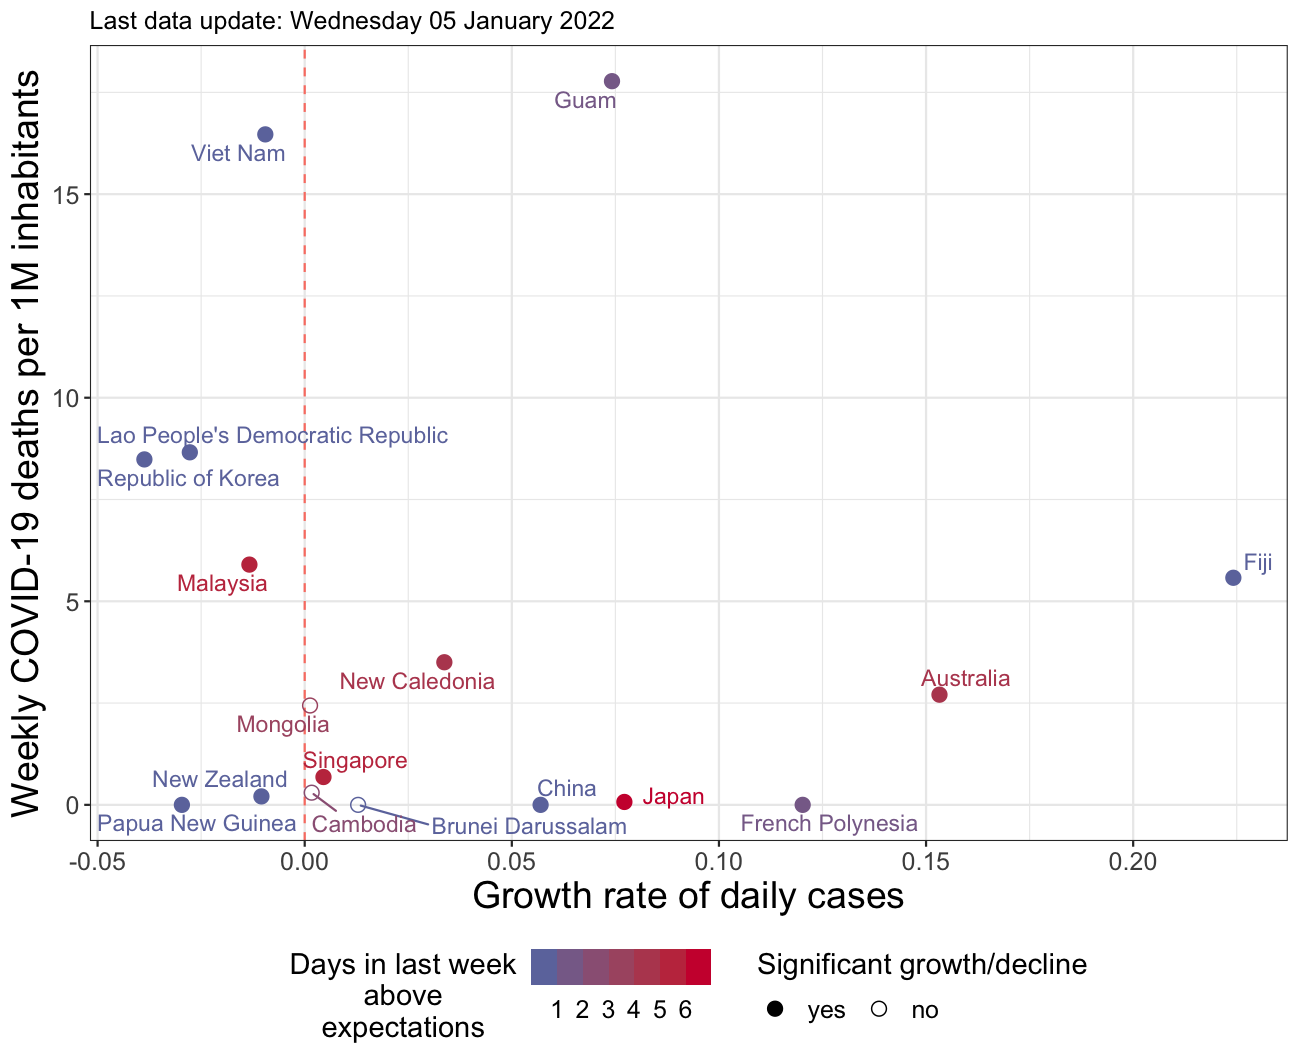 Last data update: Wednesday 05 January 2022
Weekly COVID-19 deaths per 1M inhabitants
15
10
5
0
Guam
Viet Nam
Lao People's Democratic Republic
Republic of Korea
Fiji
Malaysia
New Caledonia
Australia
Mongolia
Singapore
New Zealand
China
Japan
Papua New Guinea
Cambodia
Brunei Darussalam
French Polynesia
-0.05 0.00 0.05 0.10 0.15 0.20
Growth rate of daily cases
Days in last week
above
expectations
1 2 3 4 5 6
Significant growth/decline
yes no